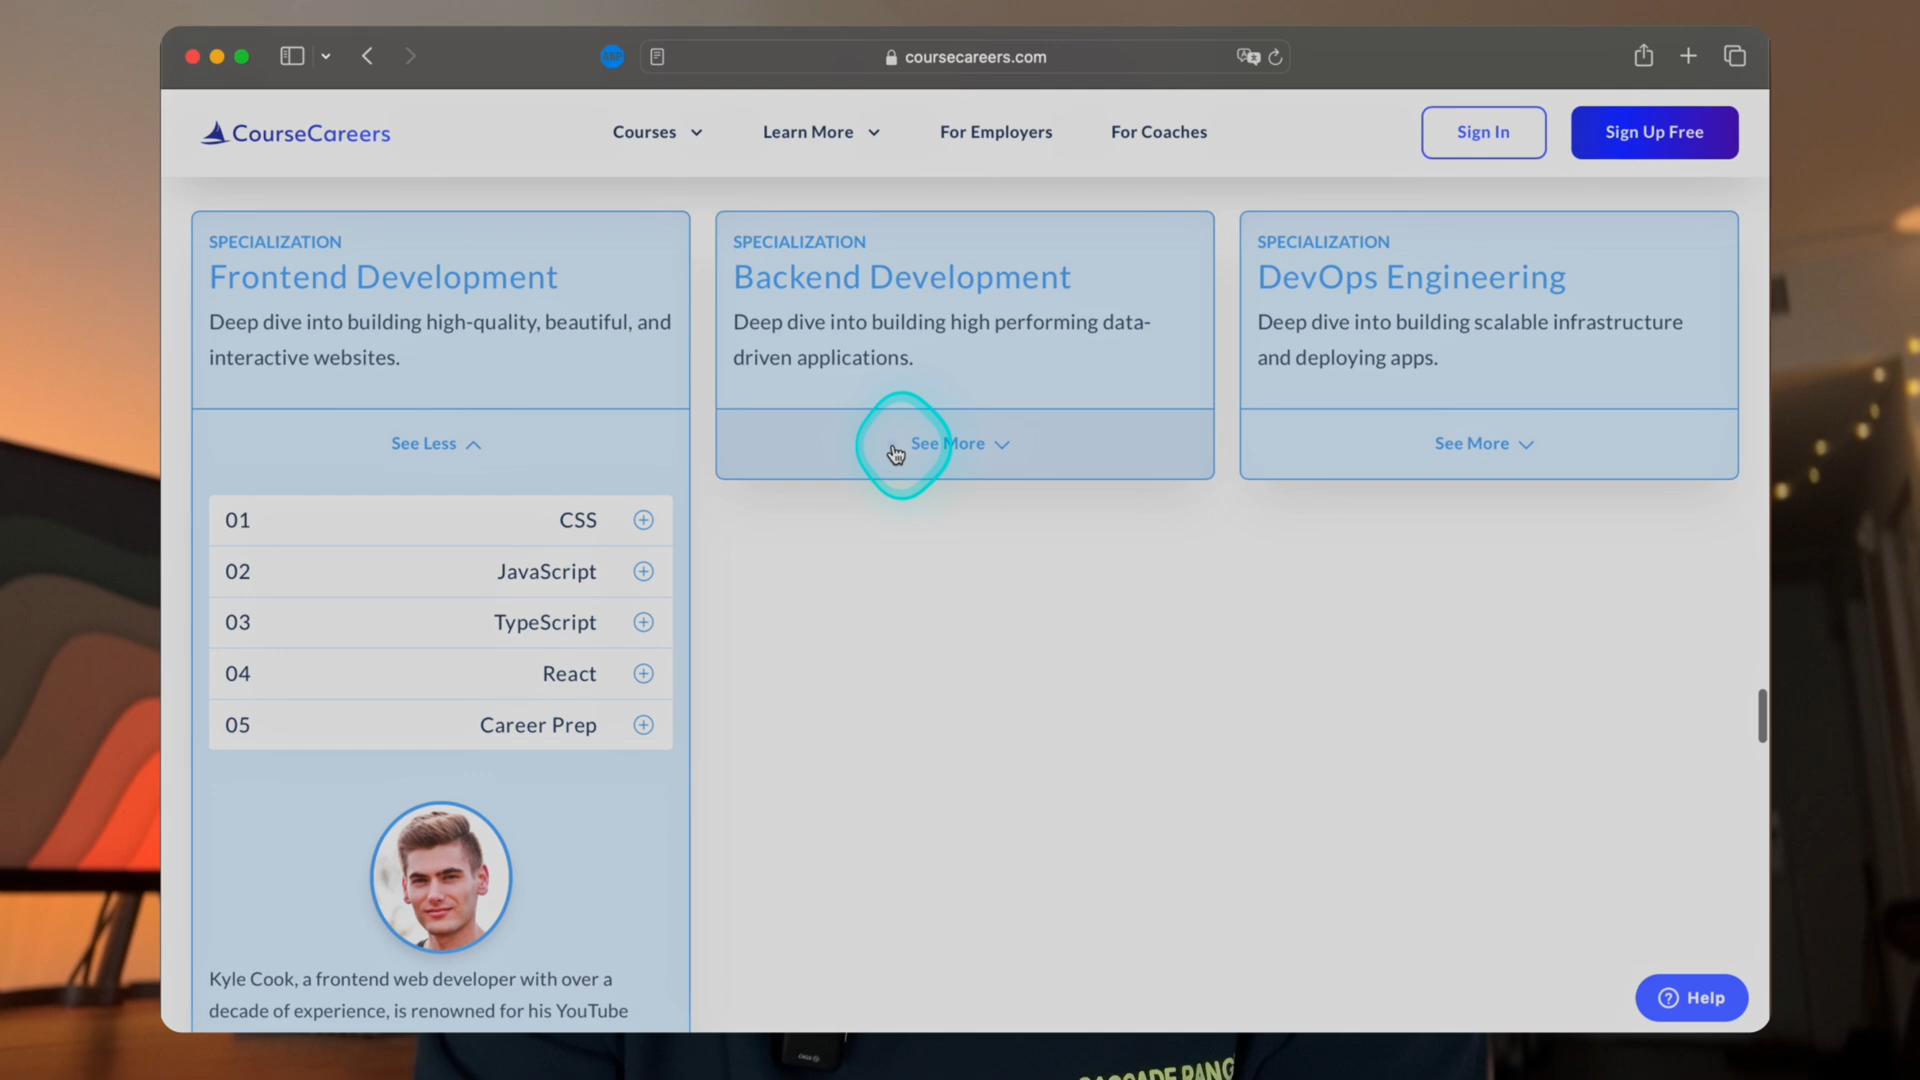 ABP
coursecareers.com
CourseCareers
Courses
Learn More
For Employers
For Coaches
Sign In
Sign Up Free
SPECIALIZATION
Frontend Development
Deep dive into building high-quality, beautiful, and
interactive websites.
See Less
01 CSS
02 JavaScript
03 TypeScript
04 React
05 Career Prep
Kyle Cook, a frontend web developer with over a
decade of experience, is renowned for his YouTube
SPECIALIZATION
Backend Development
Deep dive into building high performing data-
driven applications.
See More
SPECIALIZATION
DevOps Engineering
Deep dive into building scalable infrastructure
and deploying apps.
See More
Help